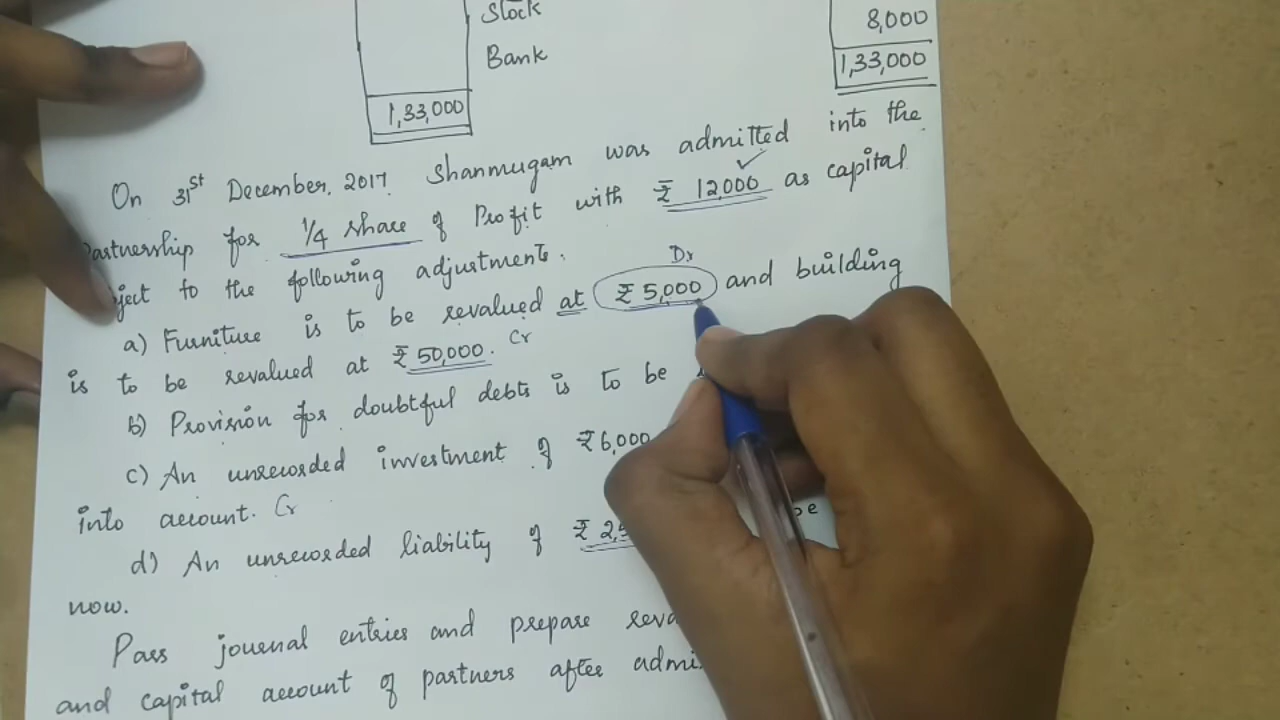 Stock
8,000
Bank
1,33,000
1,33,000
On 31st December, 2017 Shanmugam was admitted into the
Partnership for 1/4 share of Profit with ₹ 12,000 as capital
ject to the following adjustments.
Dr
a) Furniture is to be revalued at ₹ 5,000 and building
is to be revalued at ₹ 50,000. Cr
b) Provision for doubtful debts is to be
c) An unrecorded investment of ₹ 6,000
into account. Cr
d) An unrecorded liability of ₹ be
now.
Pass journal entries and prepare
and capital account of partners after